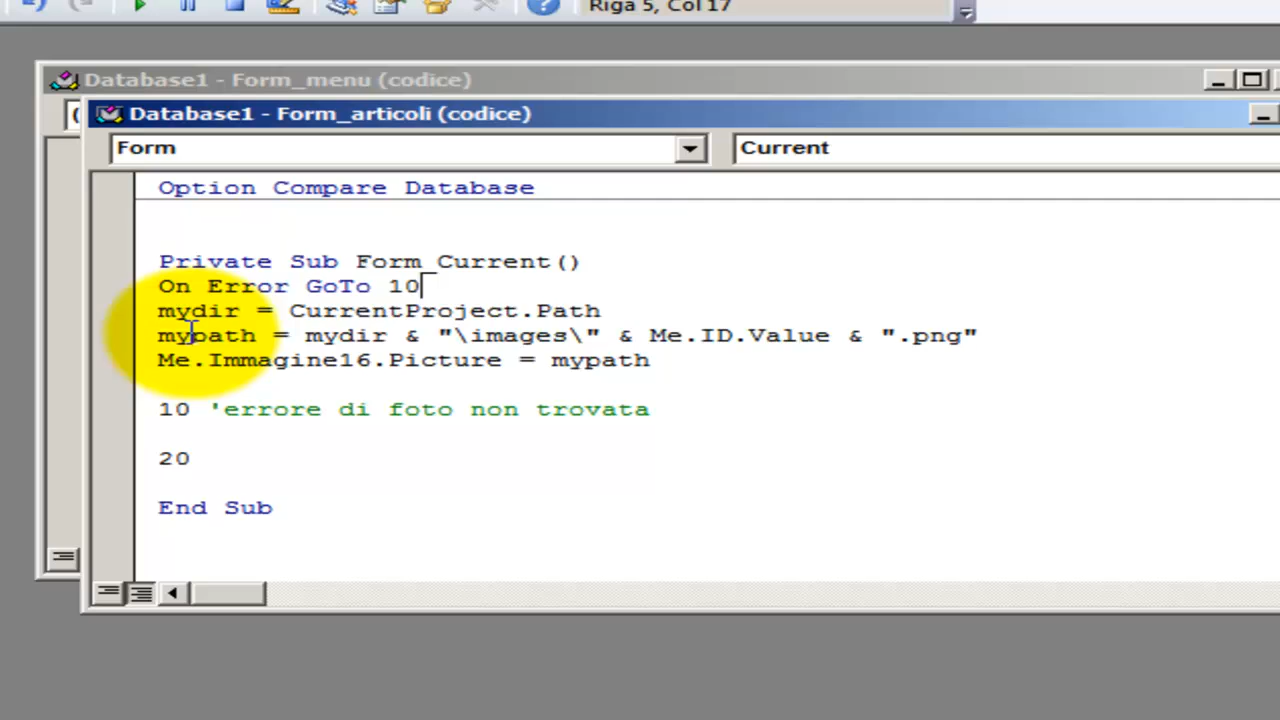 Riga 5, Col 17
Database1 - Form_menu (codice)
Database1 - Form_articoli (codice)
Form
Current
Option Compare Database
Private Sub Form_Current()
On Error GoTo 10
mydir = CurrentProject.Path
mypath = mydir & "\images\" & Me.ID.Value & ".png"
Me.Immagine16.Picture = mypath
10 'errore di foto non trovata
20
End Sub